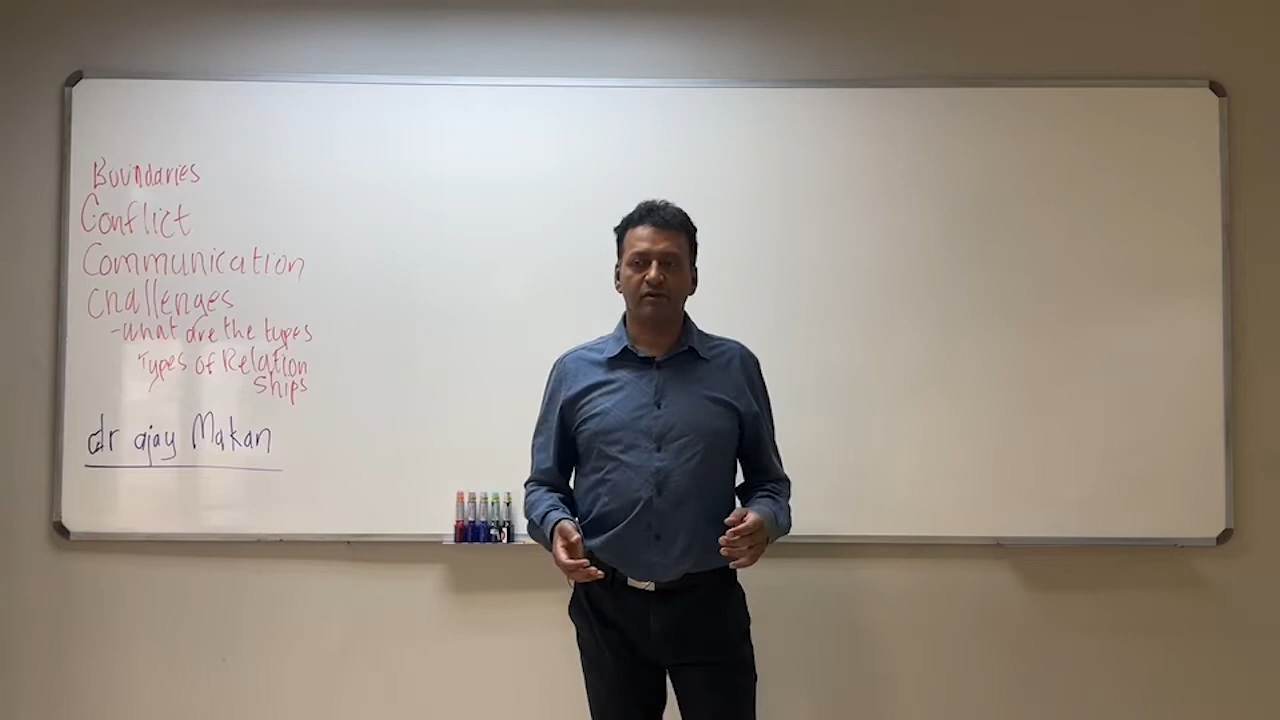 Boundaries
Conflict
Communication
Challenges
-what are the types
Types of Relation
Ships
dr ajay Makan